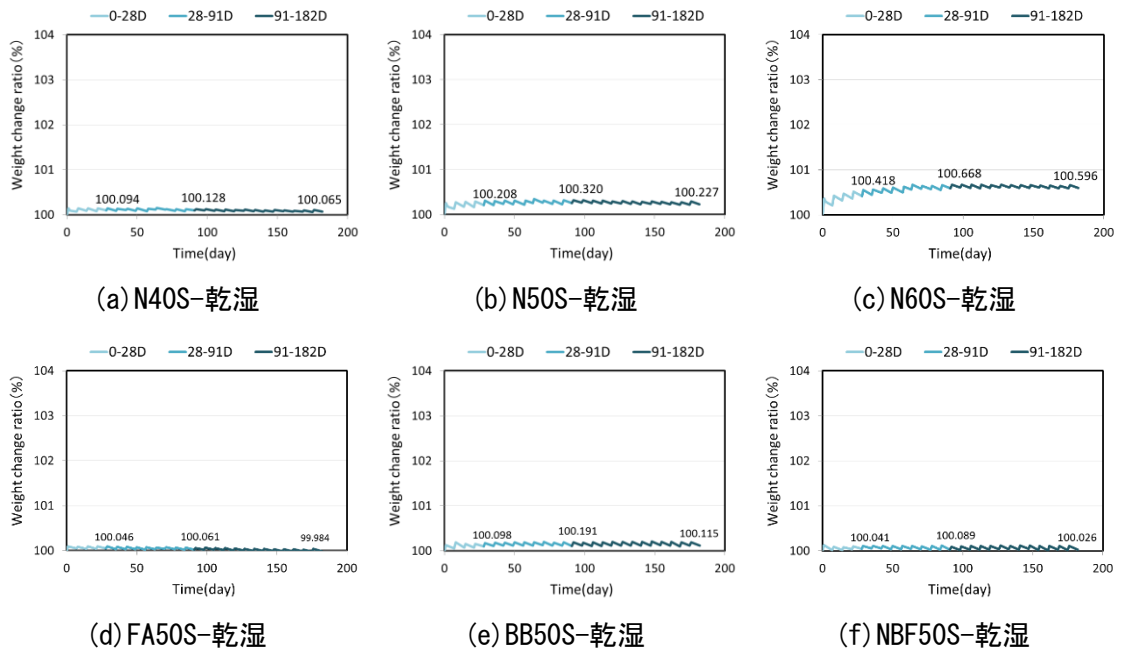 0-28D 28-91D 91-182D
104
103
102
101
100
Weight change ratio(%)
100.094 100.128 100.065
0 50 100 150 200
Time(day)
(a)N40S-乾湿
0-28D 28-91D 91-182D
104
103
102
101
100
Weight change ratio(%)
100.208 100.320 100.227
0 50 100 150 200
Time(day)
(b)N50S-乾湿
0-28D 28-91D 91-182D
104
103
102
101
100
Weight change ratio(%)
100.418 100.668 100.596
0 50 100 150 200
Time(day)
(c)N60S-乾湿
0-28D 28-91D 91-182D
104
103
102
101
100
Weight change ratio(%)
100.046 100.061 99.984
0 50 100 150 200
Time(day)
(d)FA50S-乾湿
0-28D 28-91D 91-182D
104
103
102
101
100
Weight change ratio(%)
100.098 100.191 100.115
0 50 100 150 200
Time(day)
(e)BB50S-乾湿
0-28D 28-91D 91-182D
104
103
102
101
100
Weight change ratio(%)
100.041 100.089 100.026
0 50 100 150 200
Time(day)
(f)NBF50S-乾湿